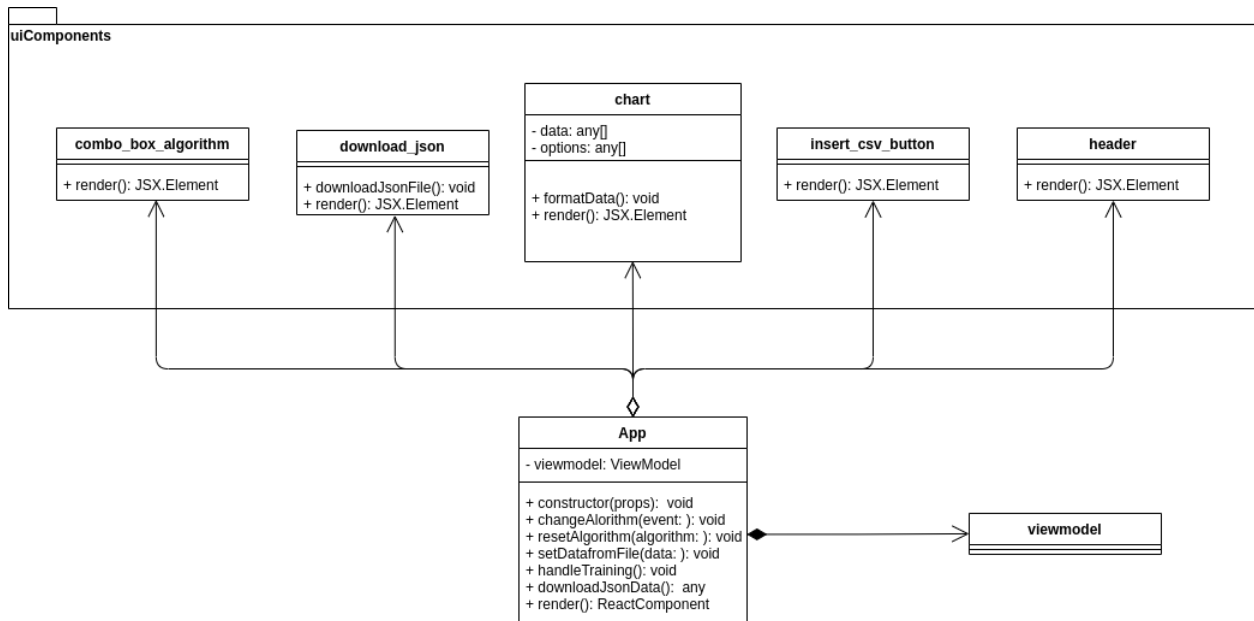 uiComponents
combo_box_algorithm
+ render(): JSX.Element
download_json
+ downloadJsonFile(): void
+ render(): JSX.Element
chart
- data: any[]
- options: any[]
+ formatData(): void
+ render(): JSX.Element
insert_csv_button
+ render(): JSX.Element
header
+ render(): JSX.Element
App
- viewmodel: ViewModel
+ constructor(props): void
+ changeAlorithm(event: ): void
+ resetAlgorithm(algorithm: ): void
+ setDatafromFile(data: ): void
+ handleTraining(): void
+ downloadJsonData(): any
+ render(): ReactComponent
viewmodel